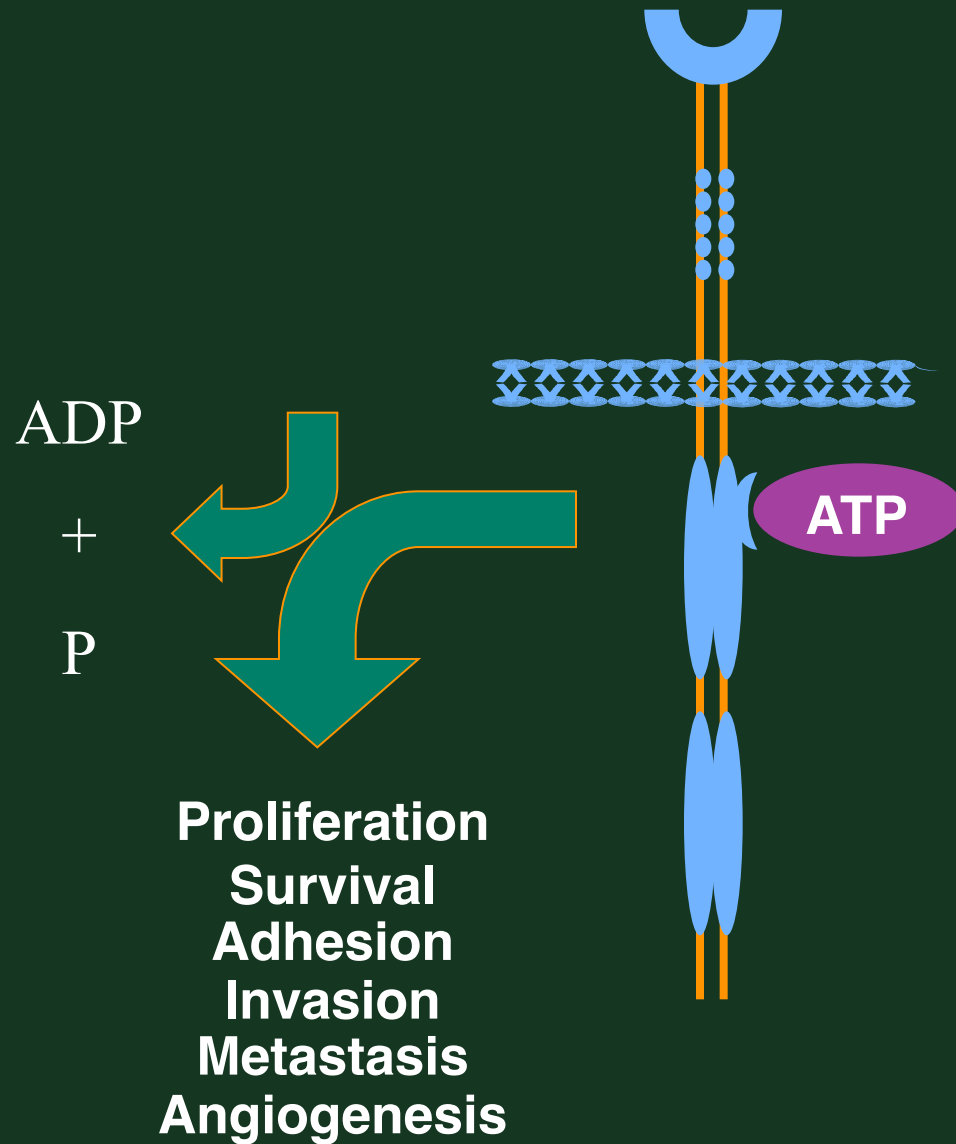 ADP
+
P
ATP
Proliferation
Survival
Adhesion
Invasion
Metastasis
Angiogenesis